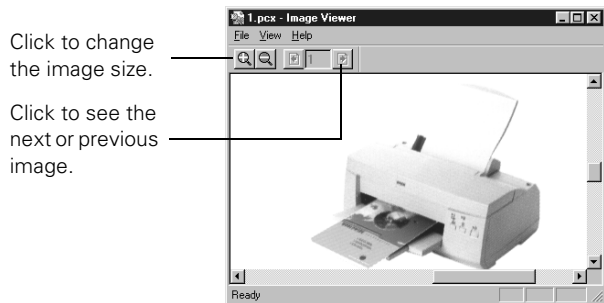 1.pcx - Image Viewer
File View Help
1
Click to change
the image size.
Click to see the
next or previous
image.
Ready